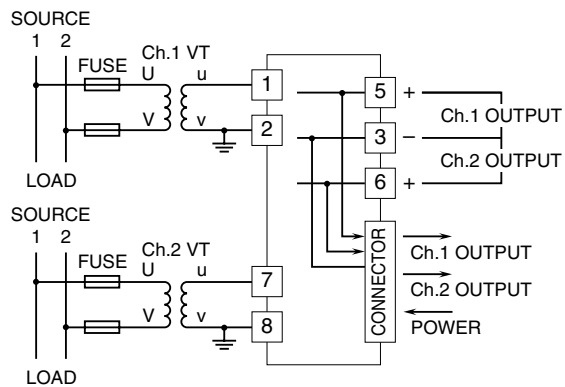 SOURCE
1 2
FUSE
Ch.1 VT
U u
V v
LOAD
1
2
5 +
Ch.1 OUTPUT
3 –
Ch.2 OUTPUT
6 +
SOURCE
1 2
FUSE
Ch.2 VT
U u
V v
LOAD
7
8
CONNECTOR
Ch.1 OUTPUT
Ch.2 OUTPUT
POWER